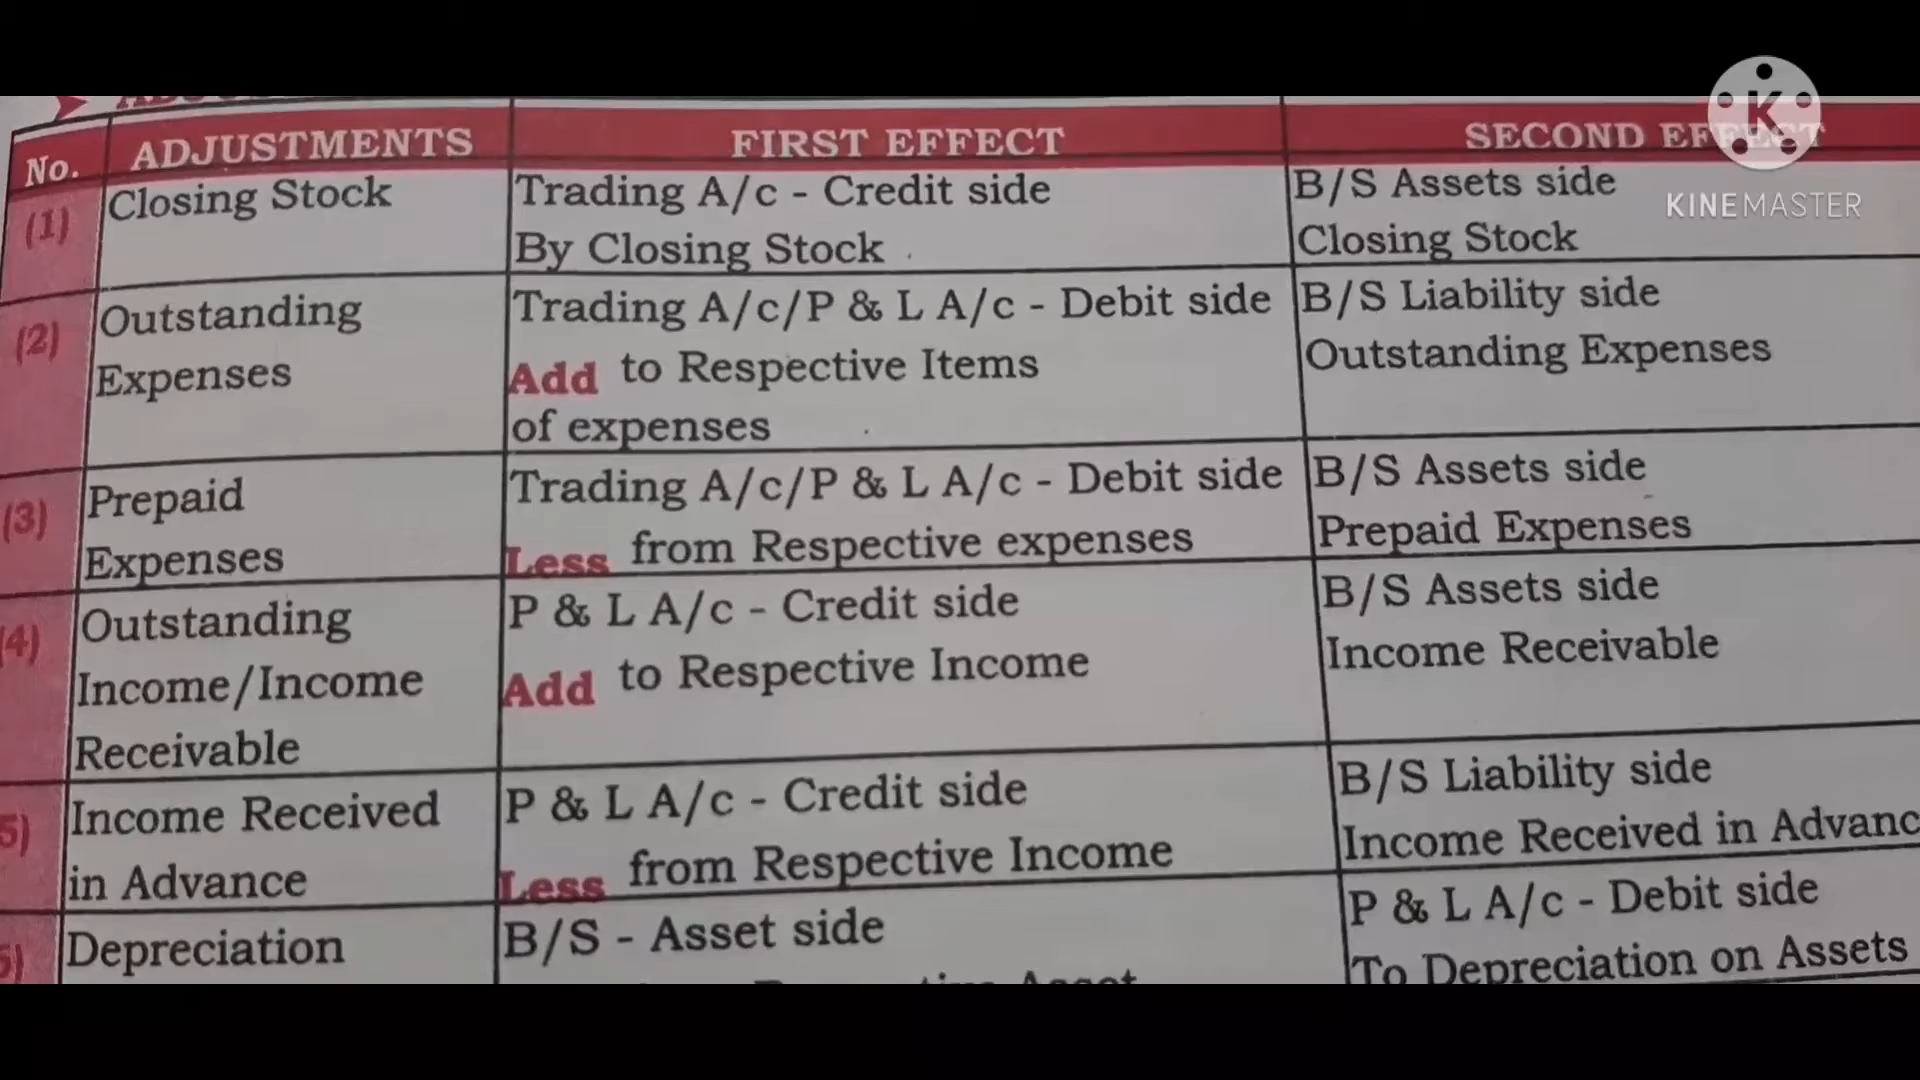 No. ADJUSTMENTS FIRST EFFECT SECOND EFFECT
(1) Closing Stock Trading A/c - Credit side B/S Assets side
By Closing Stock Closing Stock
(2) Outstanding Trading A/c/P & L A/c - Debit side B/S Liability side
Expenses Add to Respective Items Outstanding Expenses
of expenses
(3) Prepaid Trading A/c/P & L A/c - Debit side B/S Assets side
Expenses Less from Respective expenses Prepaid Expenses
(4) Outstanding P & L A/c - Credit side B/S Assets side
Income/Income Add to Respective Income Income Receivable
Receivable
5) Income Received P & L A/c - Credit side B/S Liability side
in Advance Less from Respective Income Income Received in Advanc
Depreciation B/S - Asset side P & L A/c - Debit side
To Depreciation on Assets
K
KINEMASTER